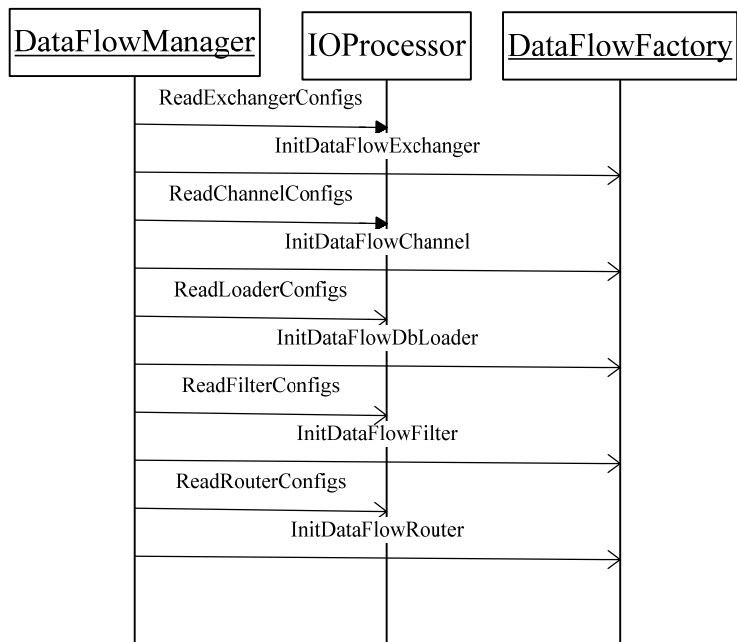 DataFlowManager
IOProcessor
DataFlowFactory
ReadExchangerConfigs
InitDataFlowExchanger
ReadChannelConfigs
InitDataFlowChannel
ReadLoaderConfigs
InitDataFlowDbLoader
ReadFilterConfigs
InitDataFlowFilter
ReadRouterConfigs
InitDataFlowRouter